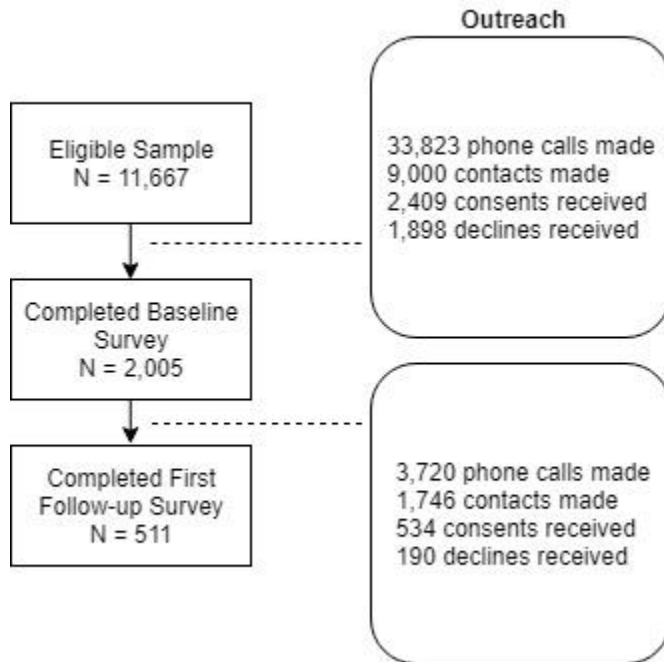 Outreach
Eligible Sample
N = 11,667
33,823 phone calls made
9,000 contacts made
2,409 consents received
1,898 declines received
Completed Baseline
Survey
N = 2,005
Completed First
Follow-up Survey
N = 511
3,720 phone calls made
1,746 contacts made
534 consents received
190 declines received